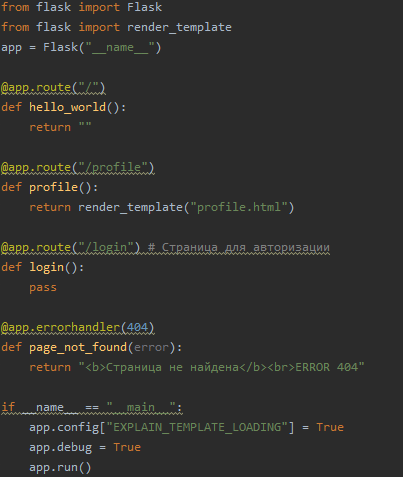 from flask import Flask
from flask import render_template
app = Flask("__name__")
@app.route("/")
def hello_world():
return ""
@app.route("/profile")
def profile():
return render_template("profile.html")
@app.route("/login") # Страница для авторизации
def login():
pass
@app.errorhandler(404)
def page_not_found(error):
return "<b>Страница не найдена</b><br>ERROR 404"
if __name__ == "__main__":
app.config["EXPLAIN_TEMPLATE_LOADING"] = True
app.debug = True
app.run()